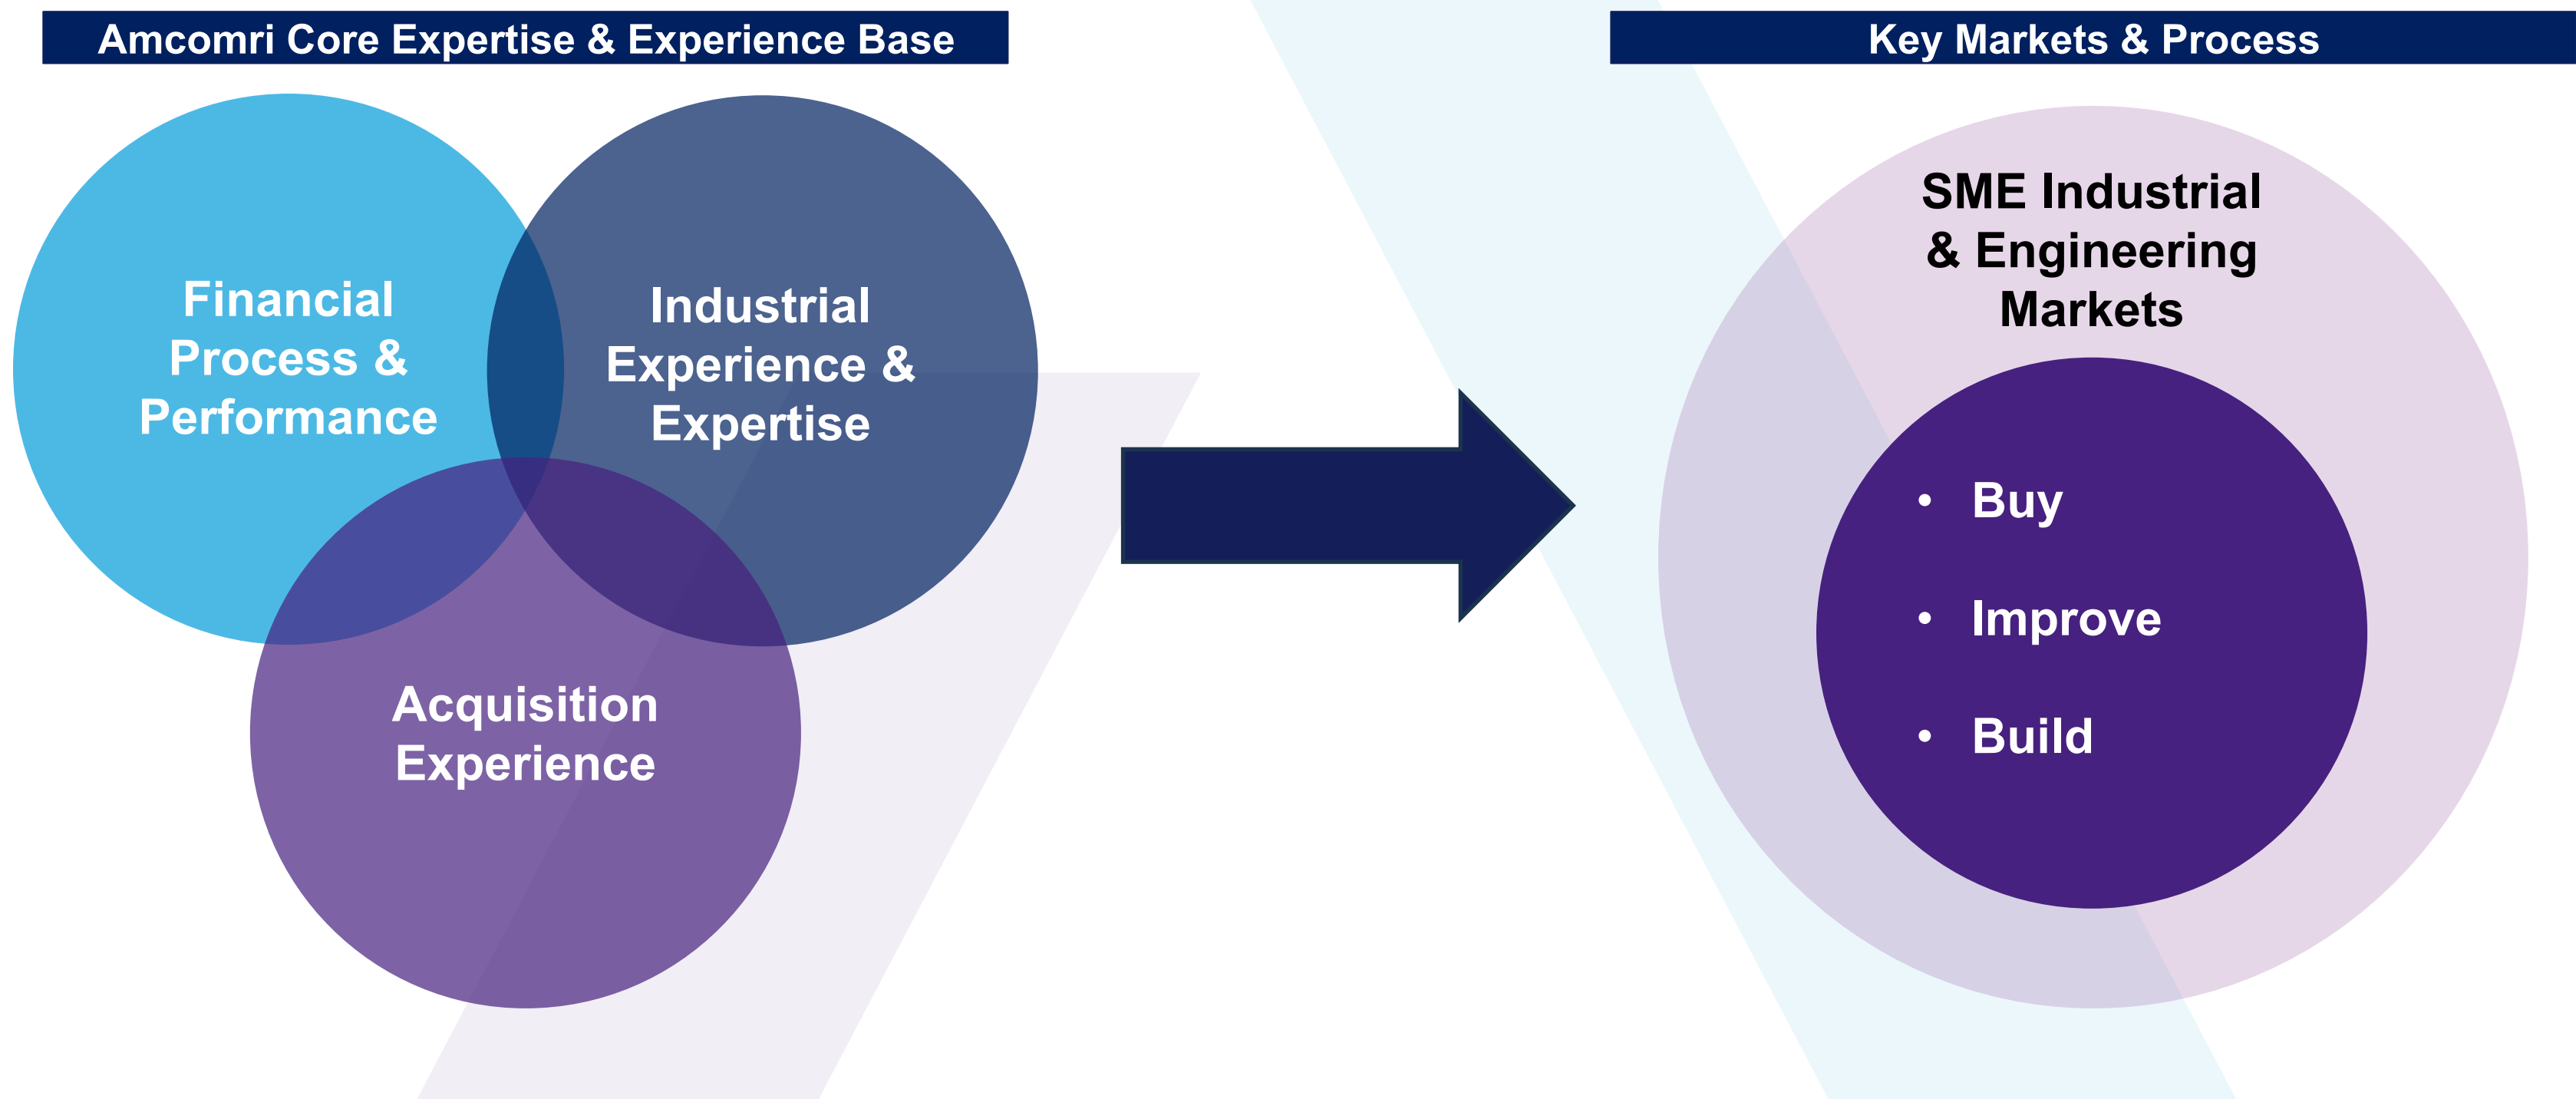 Amcomri Core Expertise & Experience Base
Financial
Process &
Performance
Industrial
Experience &
Expertise
Acquisition
Experience
Key Markets & Process
SME Industrial
& Engineering
Markets
• Buy
• Improve
• Build